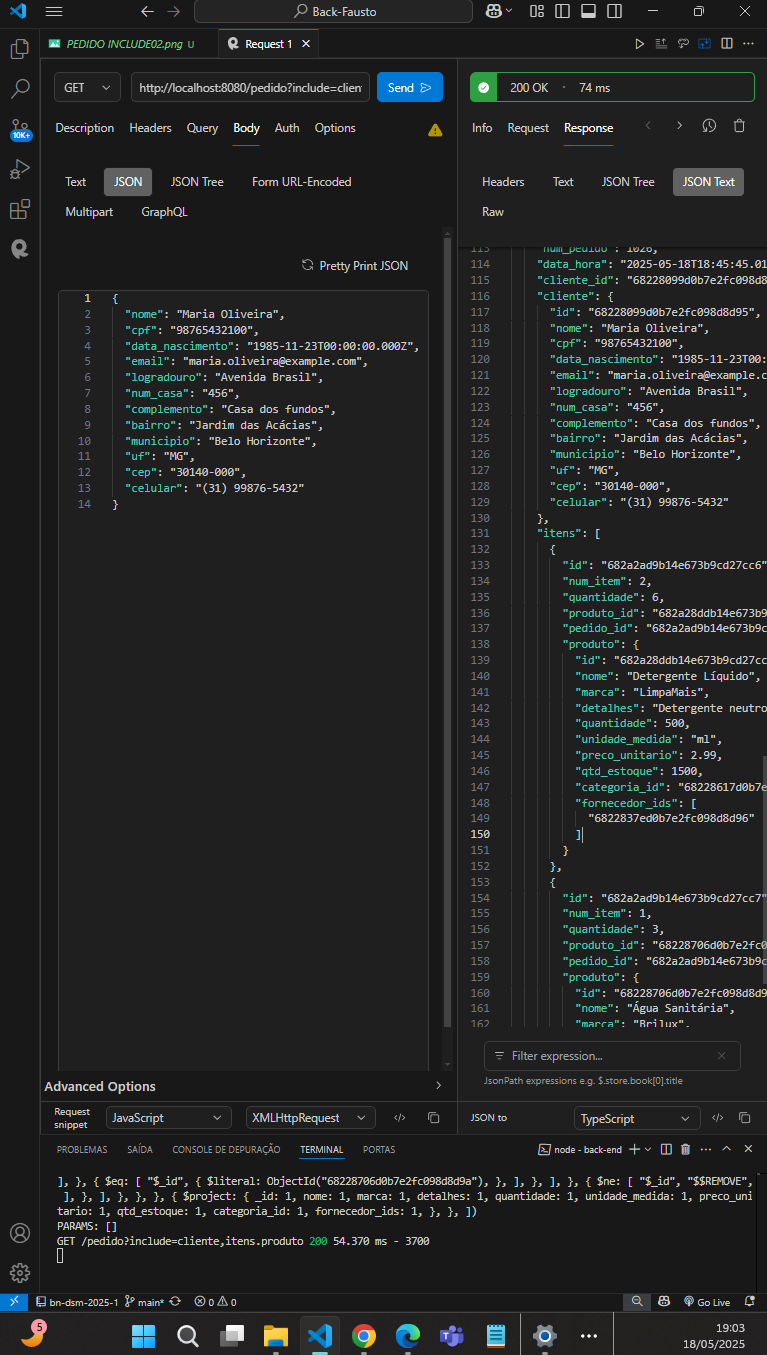 Back-Fausto
PEDIDO INCLUDE02.png U
Request 1
GET
http://localhost:8080/pedido?include=clien
Send
200 OK · 74 ms
Description Headers Query Body Auth Options
Info Request Response
10K+
Text JSON JSON Tree Form URL-Encoded
Multipart GraphQL
Headers Text JSON Tree JSON Text
Raw
Pretty Print JSON
1 {
2 "nome": "Maria Oliveira",
3 "cpf": "98765432100",
4 "data_nascimento": "1985-11-23T00:00:00.000Z",
5 "email": "maria.oliveira@example.com",
6 "logradouro": "Avenida Brasil",
7 "num_casa": "456",
8 "complemento": "Casa dos fundos",
9 "bairro": "Jardim das Acácias",
10 "municipio": "Belo Horizonte",
11 "uf": "MG",
12 "cep": "30140-000",
13 "celular": "(31) 99876-5432"
14 }
113 "num_pedido": 1026,
114 "data_hora": "2025-05-18T18:45:45.01
115 "cliente_id": "68228099d0b7e2fc098d8
116 "cliente": {
117 "id": "68228099d0b7e2fc098d8d95",
118 "nome": "Maria Oliveira",
119 "cpf": "98765432100",
120 "data_nascimento": "1985-11-23T00:
121 "email": "maria.oliveira@example.c
122 "logradouro": "Avenida Brasil",
123 "num_casa": "456",
124 "complemento": "Casa dos fundos",
125 "bairro": "Jardim das Acácias",
126 "municipio": "Belo Horizonte",
127 "uf": "MG",
128 "cep": "30140-000",
129 "celular": "(31) 99876-5432"
130 },
131 "itens": [
132 {
133 "id": "682a2ad9b14e673b9cd27cc6"
134 "num_item": 2,
135 "quantidade": 6,
136 "produto_id": "682a28ddb14e673b9
137 "pedido_id": "682a2ad9b14e673b9c
138 "produto": {
139 "id": "682a28ddb14e673b9cd27cc
140 "nome": "Detergente Líquido",
141 "marca": "LimpaMais",
142 "detalhes": "Detergente neutro
143 "quantidade": 500,
144 "unidade_medida": "ml",
145 "preco_unitario": 2.99,
146 "qtd_estoque": 1500,
147 "categoria_id": "68228617d0b7e
148 "fornecedor_ids": [
149 "6822837ed0b7e2fc098d8d96"
150 ]
151 }
152 },
153 {
154 "id": "682a2ad9b14e673b9cd27cc7"
155 "num_item": 1,
156 "quantidade": 3,
157 "produto_id": "68228706d0b7e2fc0
158 "pedido_id": "682a2ad9b14e673b9c
159 "produto": {
160 "id": "68228706d0b7e2fc098d8d9
161 "nome": "Água Sanitária",
162 "marca": "Brilux",
Filter expression...
JsonPath expressions e.g. $.store.book[0].title
Advanced Options
Request snippet JavaScript XMLHttpRequest
JSON to TypeScript
PROBLEMAS SAÍDA CONSOLE DE DEPURAÇÃO TERMINAL PORTAS
node - back-end
], }, { $eq: [ "$_id", { $literal: ObjectId("68228706d0b7e2fc098d8d9a"), }, ], }, ], }, { $ne: [ "$_id", "$$REMOVE",
], }, ], }, }, }, { $project: { _id: 1, nome: 1, marca: 1, detalhes: 1, quantidade: 1, unidade_medida: 1, preco_uni
tario: 1, qtd_estoque: 1, categoria_id: 1, fornecedor_ids: 1, }, }, ])
PARAMS: []
GET /pedido?include=cliente,itens.produto 200 54.370 ms - 3700
bn-dsm-2025-1 main* 0 0
Go Live
5
19:03
18/05/2025